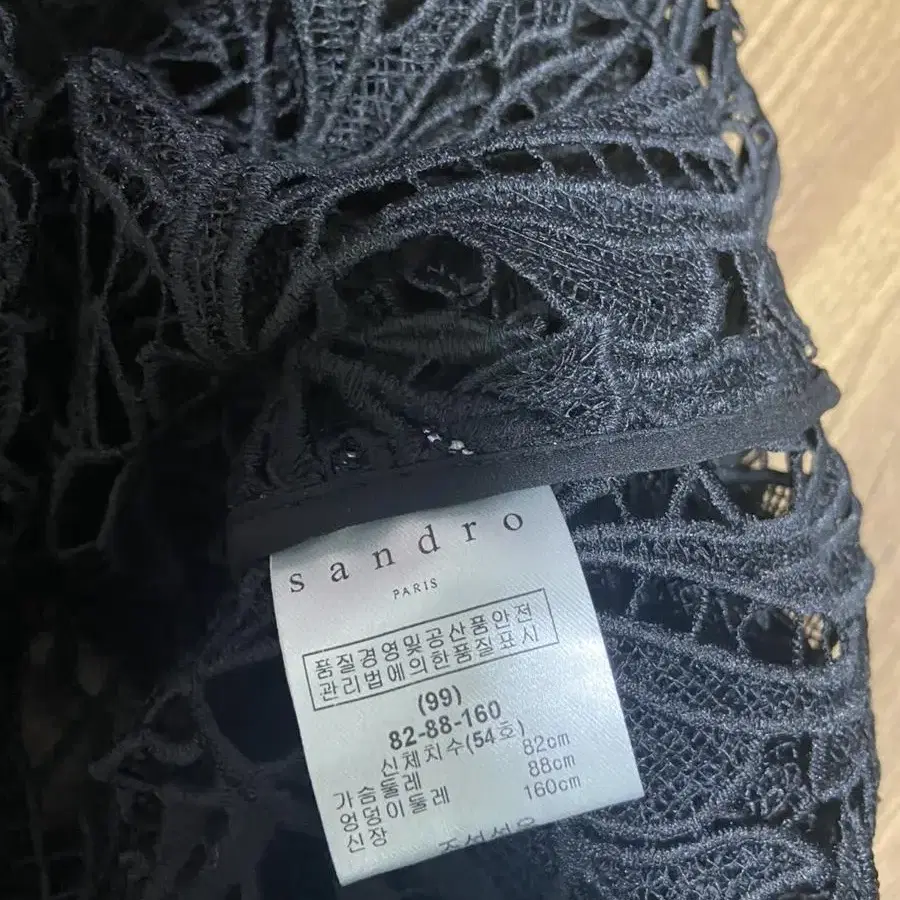 sandro
PARIS
품질경영및공산품안전
관리법에의한품질표시
(99)
82-88-160
신체치수(54호)
가슴둘레 82cm
엉덩이둘레 88cm
신장 160cm